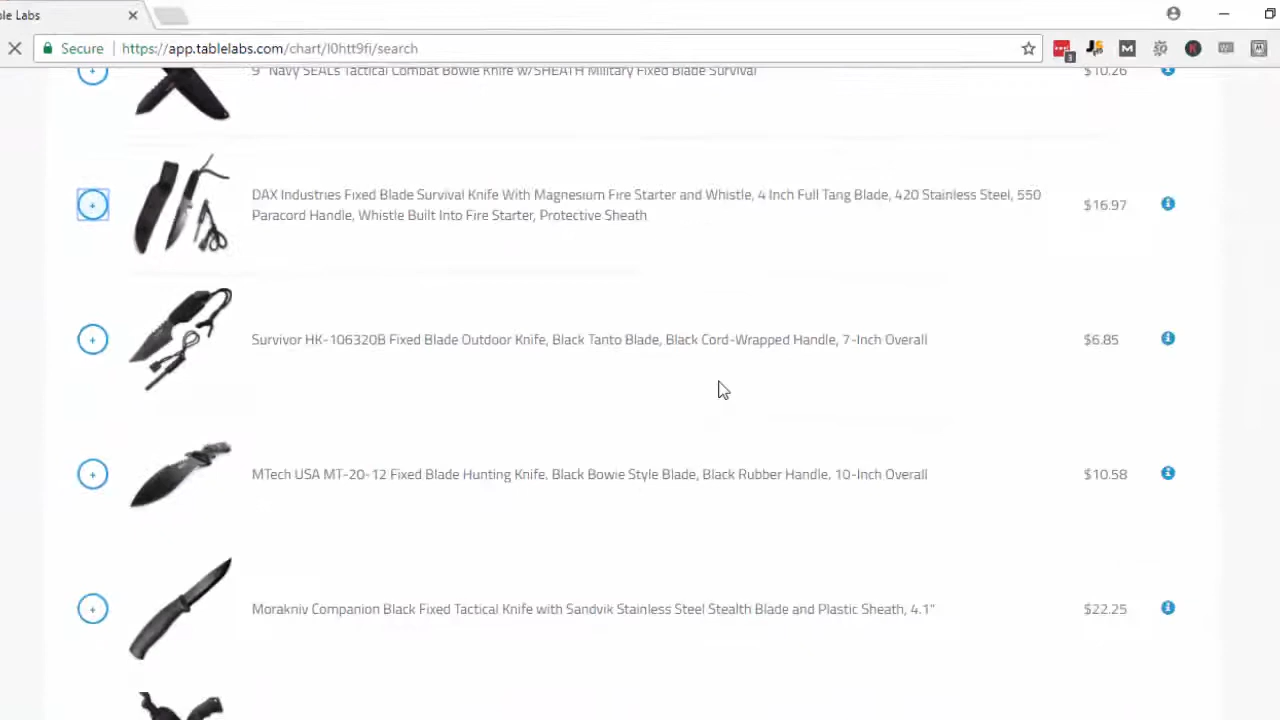 ble Labs
Secure https://app.tablelabs.com/chart/l0htt9fi/search
3
9" Navy SEALs Tactical Combat Bowie Knife w/SHEATH Military Fixed Blade Survival
$10.26
DAX Industries Fixed Blade Survival Knife With Magnesium Fire Starter and Whistle, 4 Inch Full Tang Blade, 420 Stainless Steel, 550
Paracord Handle, Whistle Built Into Fire Starter, Protective Sheath
$16.97
Survivor HK-106320B Fixed Blade Outdoor Knife, Black Tanto Blade, Black Cord-Wrapped Handle, 7-Inch Overall
$6.85
MTech USA MT-20-12 Fixed Blade Hunting Knife, Black Bowie Style Blade, Black Rubber Handle, 10-Inch Overall
$10.58
Morakniv Companion Black Fixed Tactical Knife with Sandvik Stainless Steel Stealth Blade and Plastic Sheath, 4.1"
$22.25